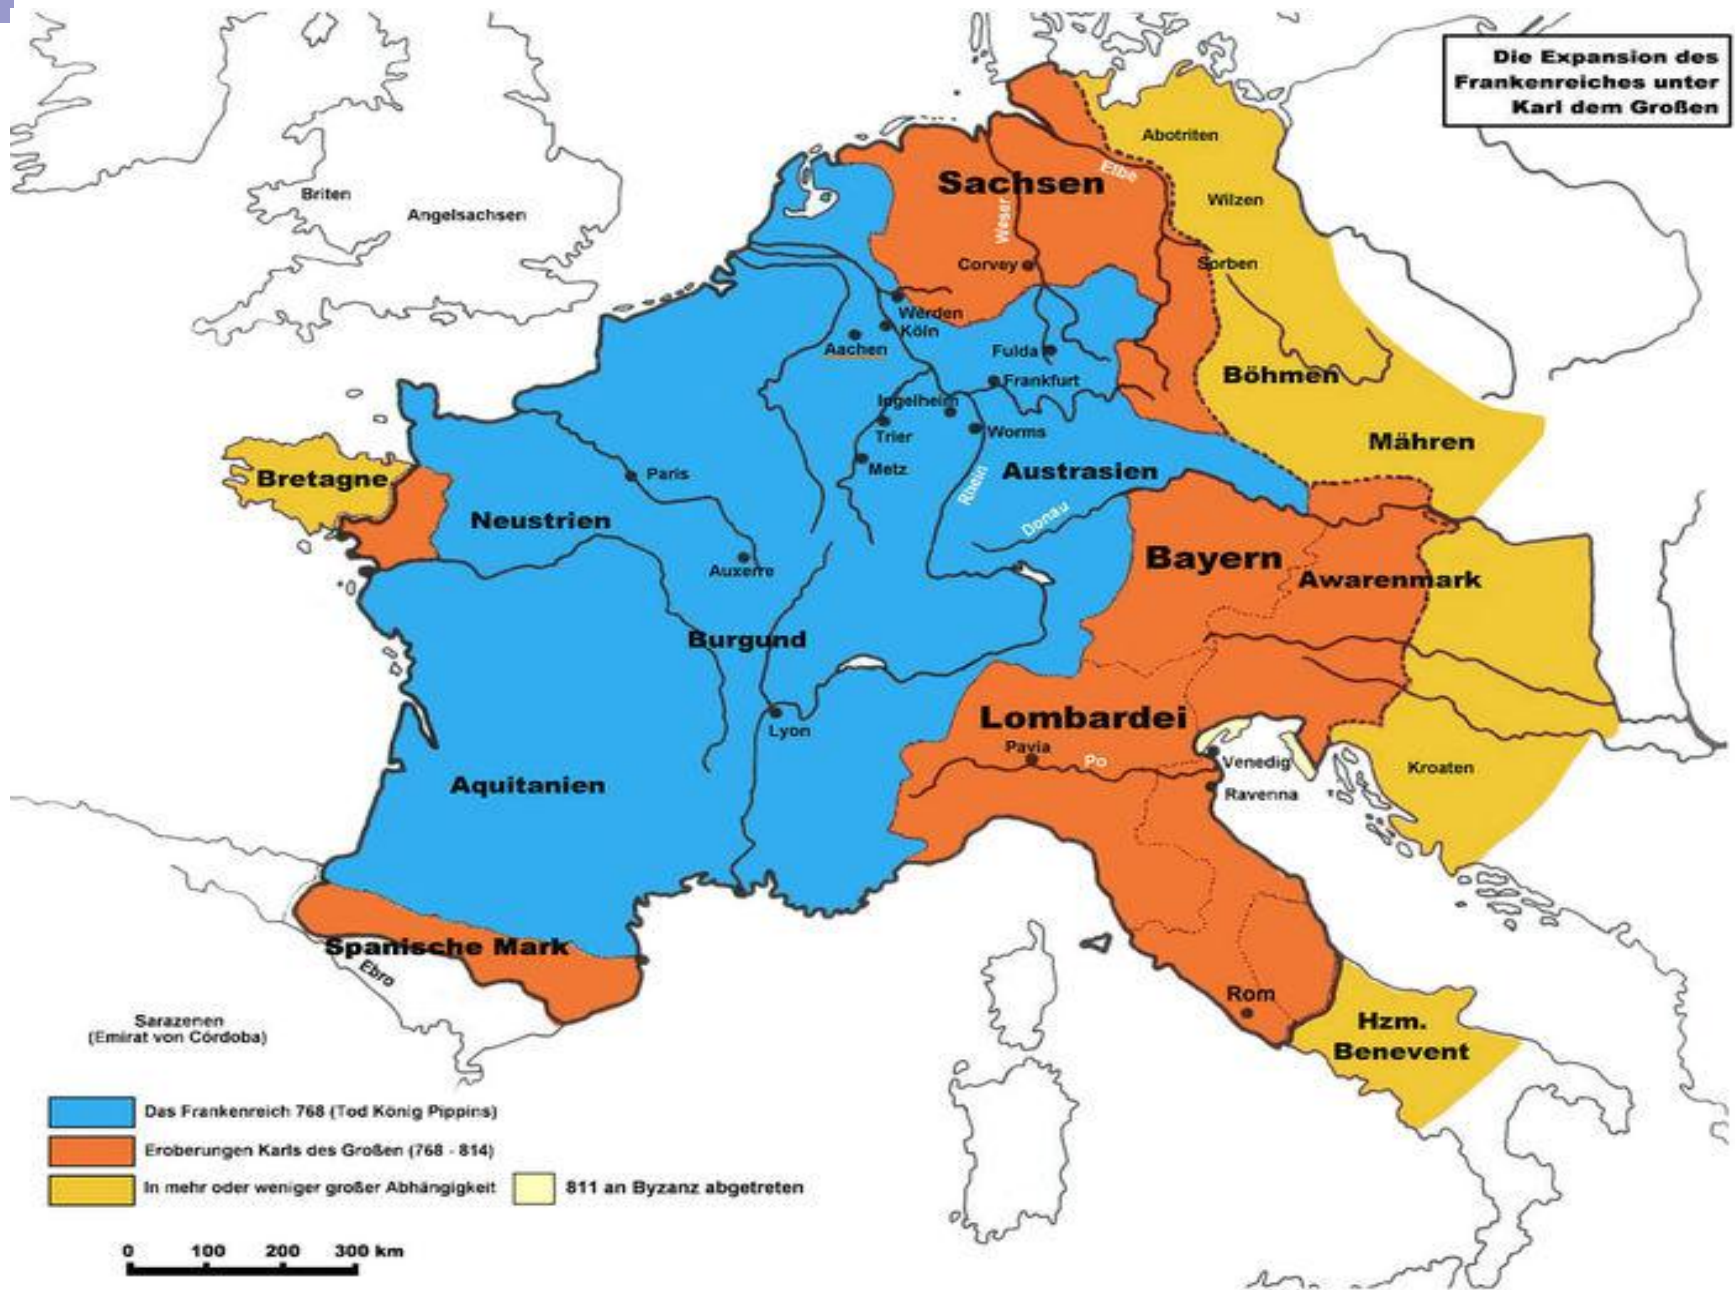 Die Expansion des
Frankenreiches unter
Karl dem Großen
Abotriten
Elbe
Sachsen
Briten
Wilzen
Angelsachsen
Weser
Corvey
Sorben
Werden
Köln
Aachen
Fulda
Frankfurt
Böhmen
Ingelheim
Trier
Worms
Mähren
Metz
Bretagne
Paris
Austrasien
Rhein
Neustrien
Donau
Bayern
Auxerre
Awarenmark
Burgund
Lombardei
Lyon
Pavia
Po
Venedig
Kroaten
Aquitanien
Ravenna
Spanische Mark
Ebro
Rom
Sarazenen
(Emirat von Córdoba)
Hzm.
Benevent
Das Frankenreich 768 (Tod König Pippins)
Eroberungen Karls des Großen (768 - 814)
In mehr oder weniger großer Abhängigkeit
811 an Byzanz abgetreten
0 100 200 300 km